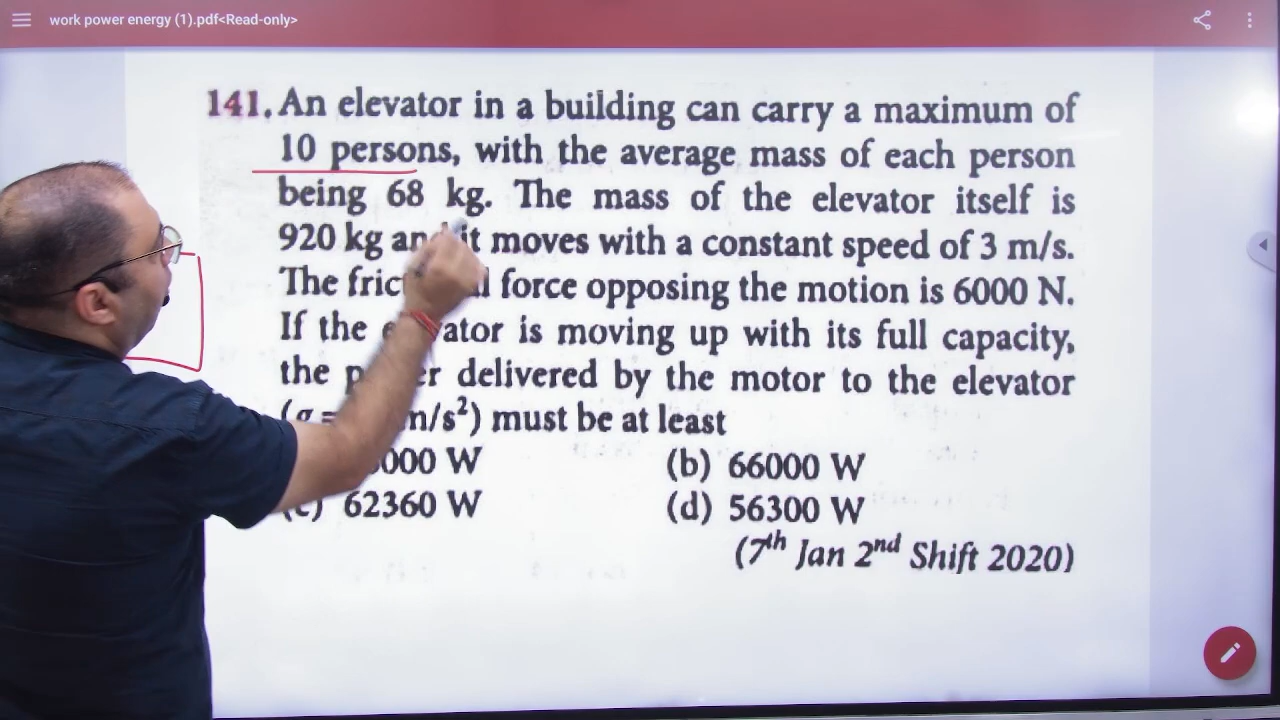 work power energy (1).pdf<Read-only>
141. An elevator in a building can carry a maximum of
10 persons, with the average mass of each person
being 68 kg. The mass of the elevator itself is
920 kg and it moves with a constant speed of 3 m/s.
The force opposing the motion is 6000 N.
If the is moving up with its full capacity,
the delivered by the motor to the elevator
m/s²) must be at least
000 W (b) 66000 W
(c) 62360 W (d) 56300 W
(7th Jan 2nd Shift 2020)